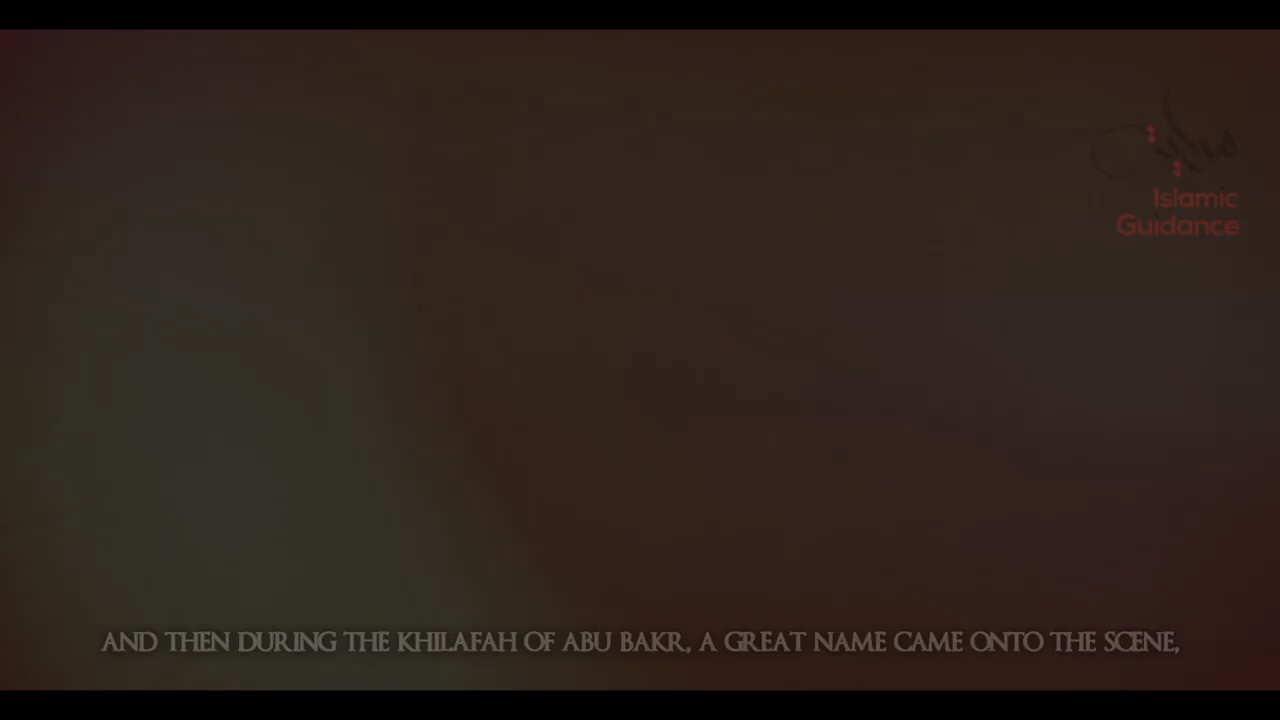 Islamic
Guidance
AND THEN DURING THE KHILAFAH OF ABU BAKR, A GREAT NAME CAME ONTO THE SCENE,